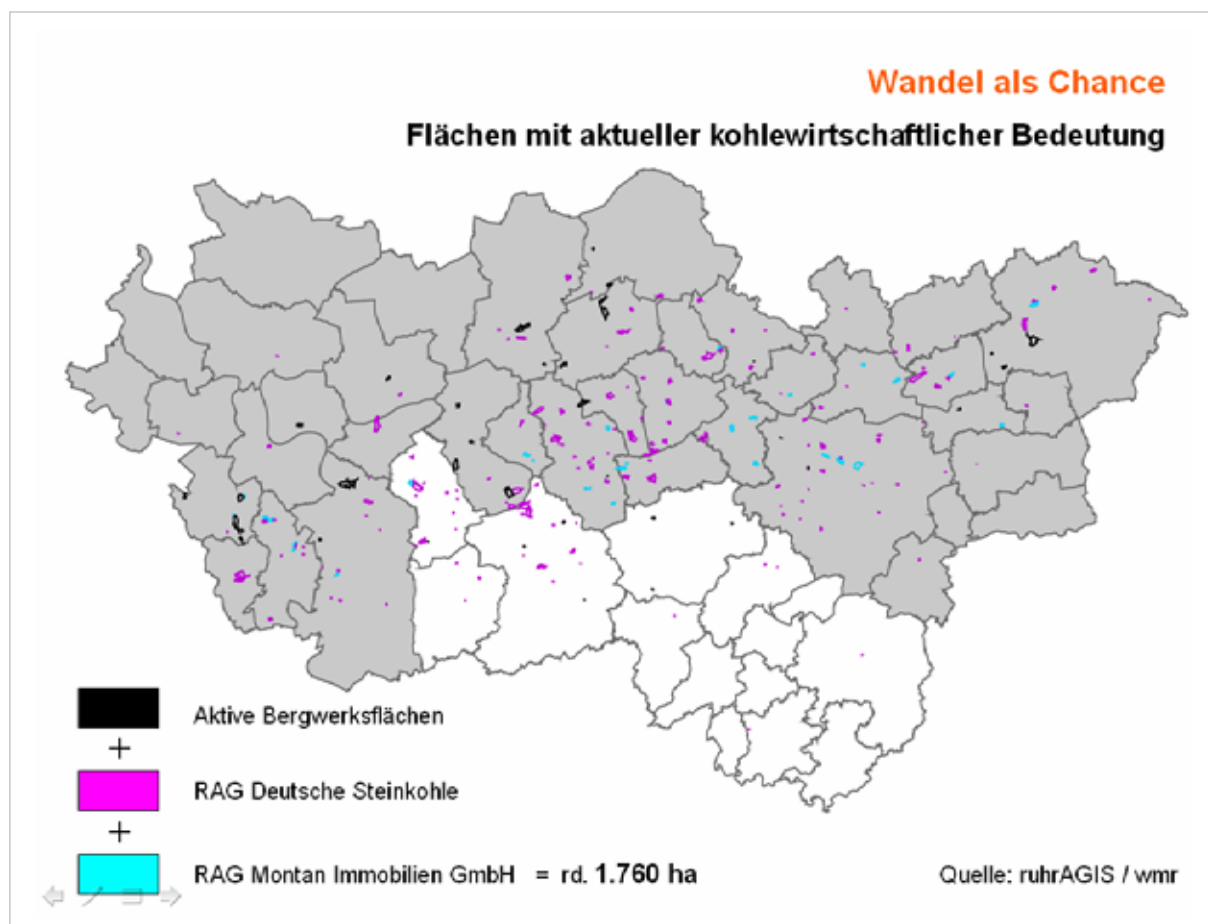 Wandel als Chance
Flächen mit aktueller kohlewirtschaftlicher Bedeutung
Aktive Bergwerksflächen
+
RAG Deutsche Steinkohle
+
RAG Montan Immobilien GmbH = rd. 1.760 ha
Quelle: ruhrAGIS / wmr